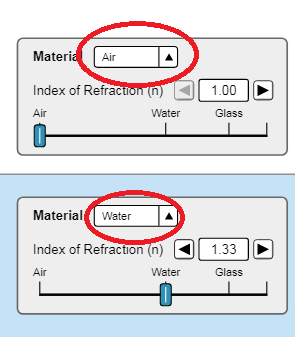 Material Air ▲
Index of Refraction (n) ◀ 1.00 ▶
Air Water Glass
Material Water ▲
Index of Refraction (n) ◀ 1.33 ▶
Air Water Glass